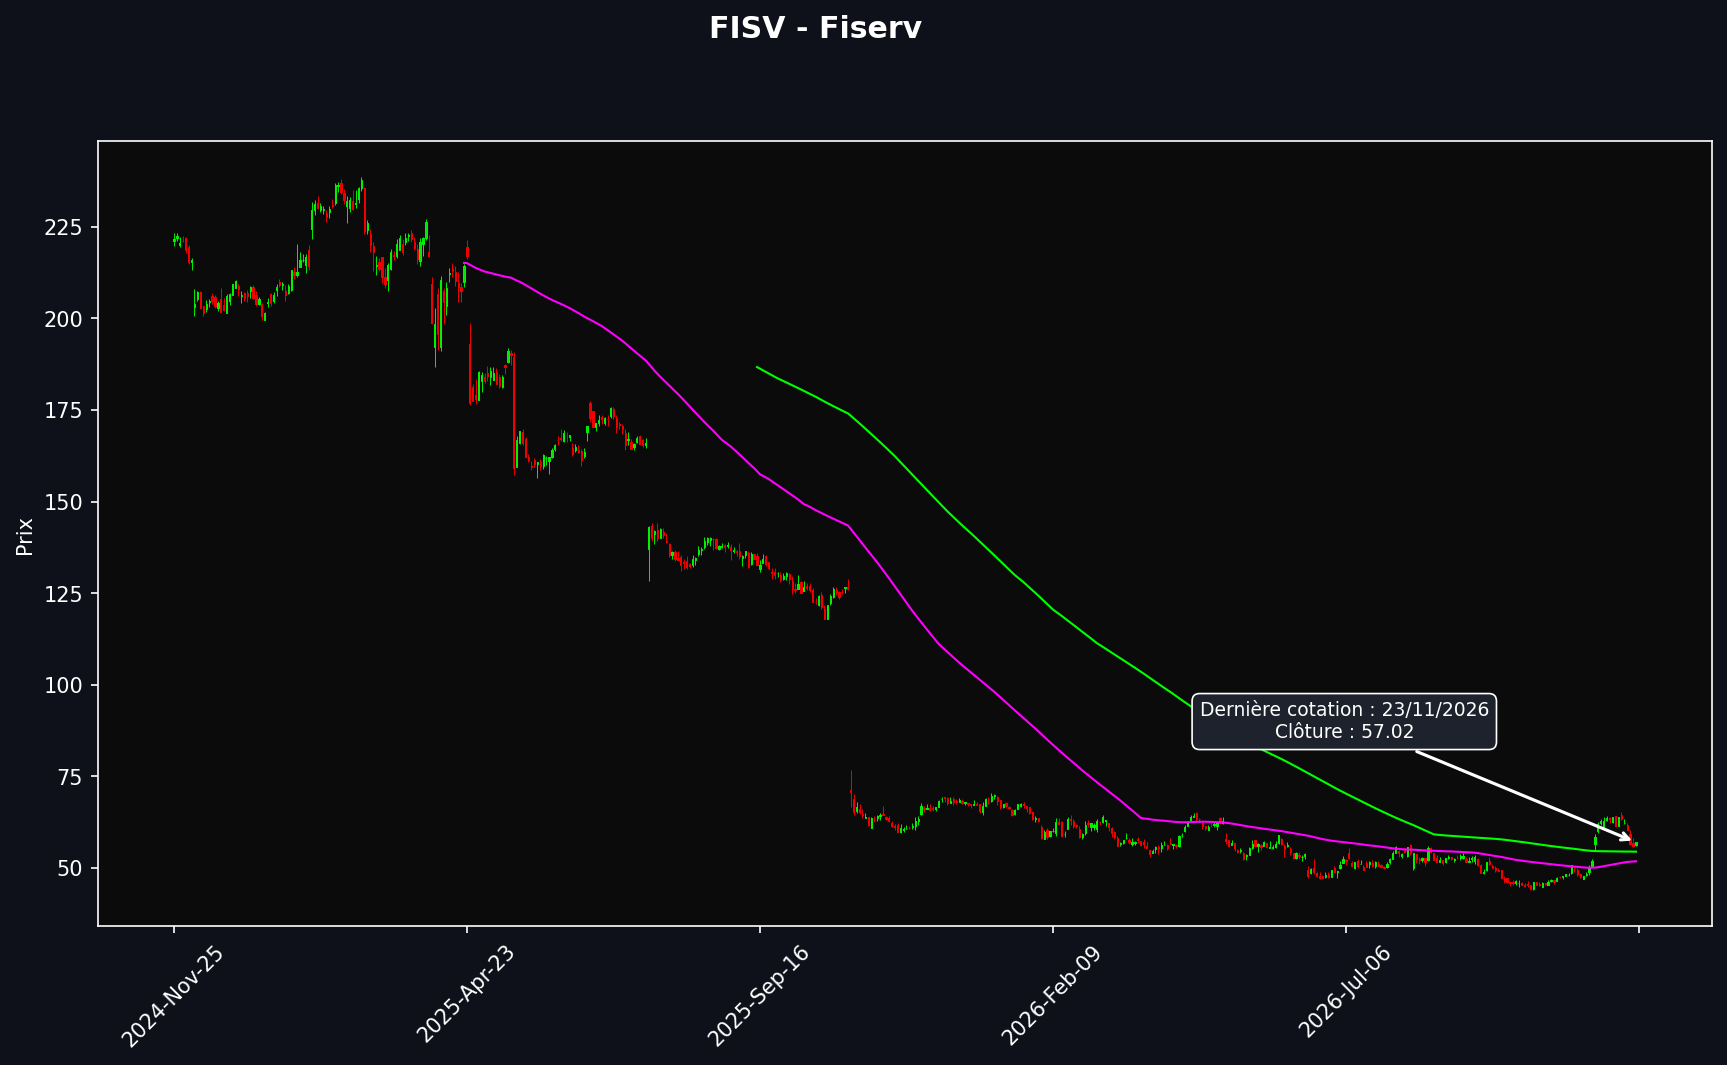 FISV - Fiserv
Prix
225
200
175
150
125
100
75
50
Dernière cotation : 23/11/2026
Clôture : 57.02
2024-Nov-25
2025-Apr-23
2025-Sep-16
2026-Feb-09
2026-Jul-06